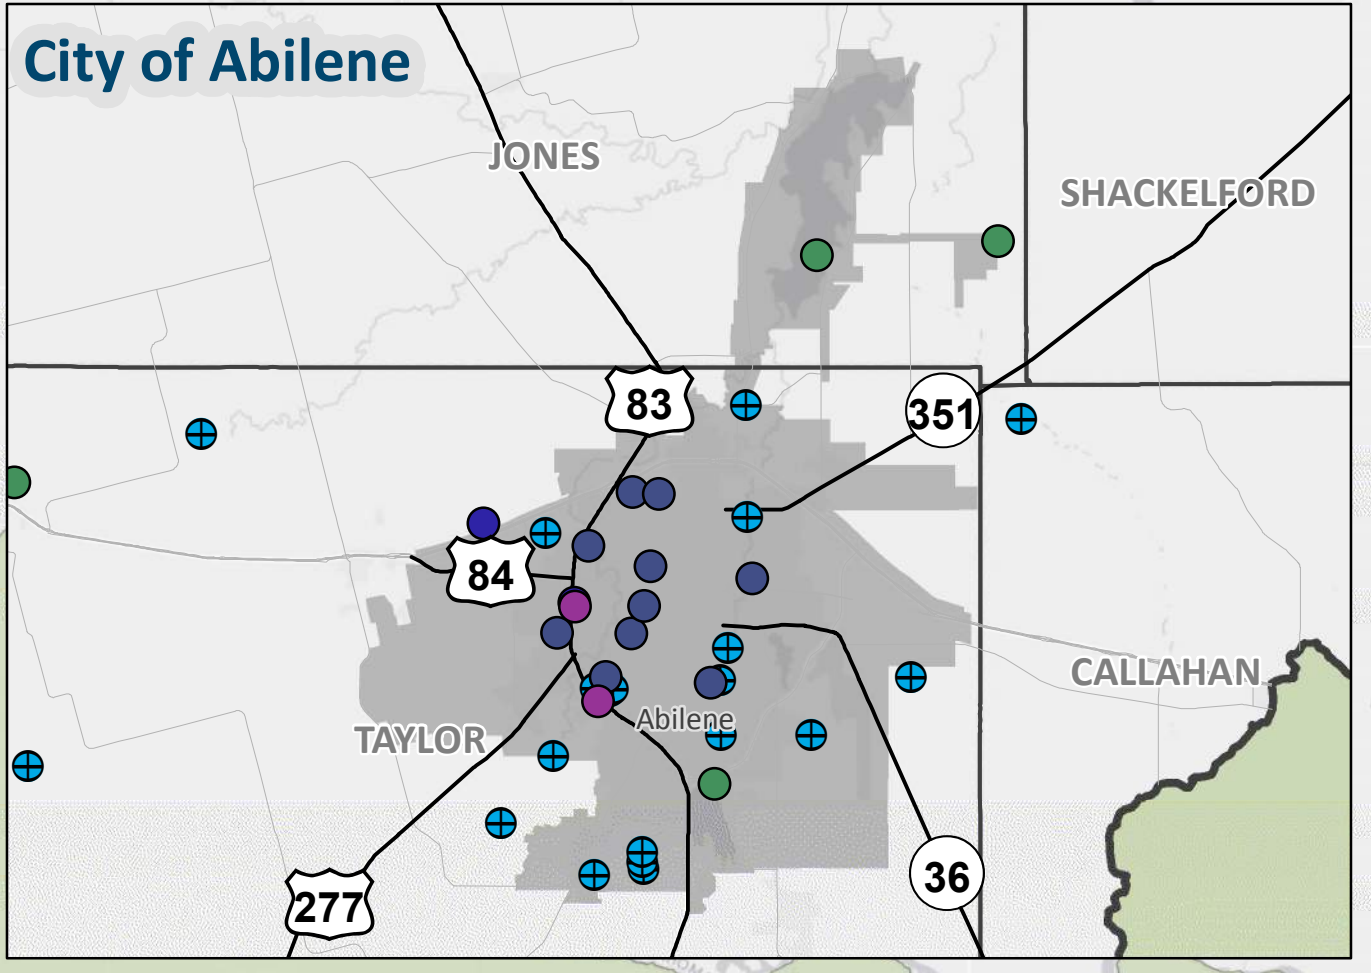 City of Abilene
JONES
SHACKELFORD
83
351
84
CALLAHAN
Abilene
TAYLOR
36
277